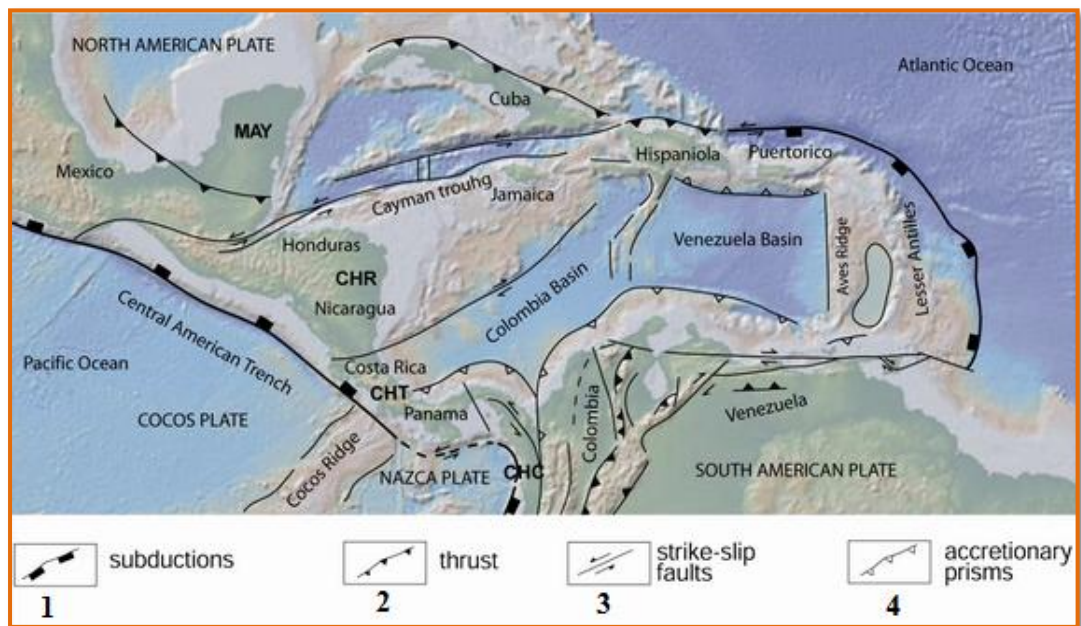 NORTH AMERICAN PLATE
Atlantic Ocean
Cuba
MAY
Mexico
Hispaniola
Puertorico
Cayman trouhg
Jamaica
Honduras
Venezuela Basin
Aves Ridge
Lesser Antilles
CHR
Nicaragua
Colombia Basin
Central American Trench
Pacific Ocean
Costa Rica
CHT
Panama
Colombia
Venezuela
COCOS PLATE
Cocos Ridge
NAZCA PLATE
CHC
SOUTH AMERICAN PLATE
subductions
thrust
strike-slip
faults
accretionary
prisms
1
2
3
4